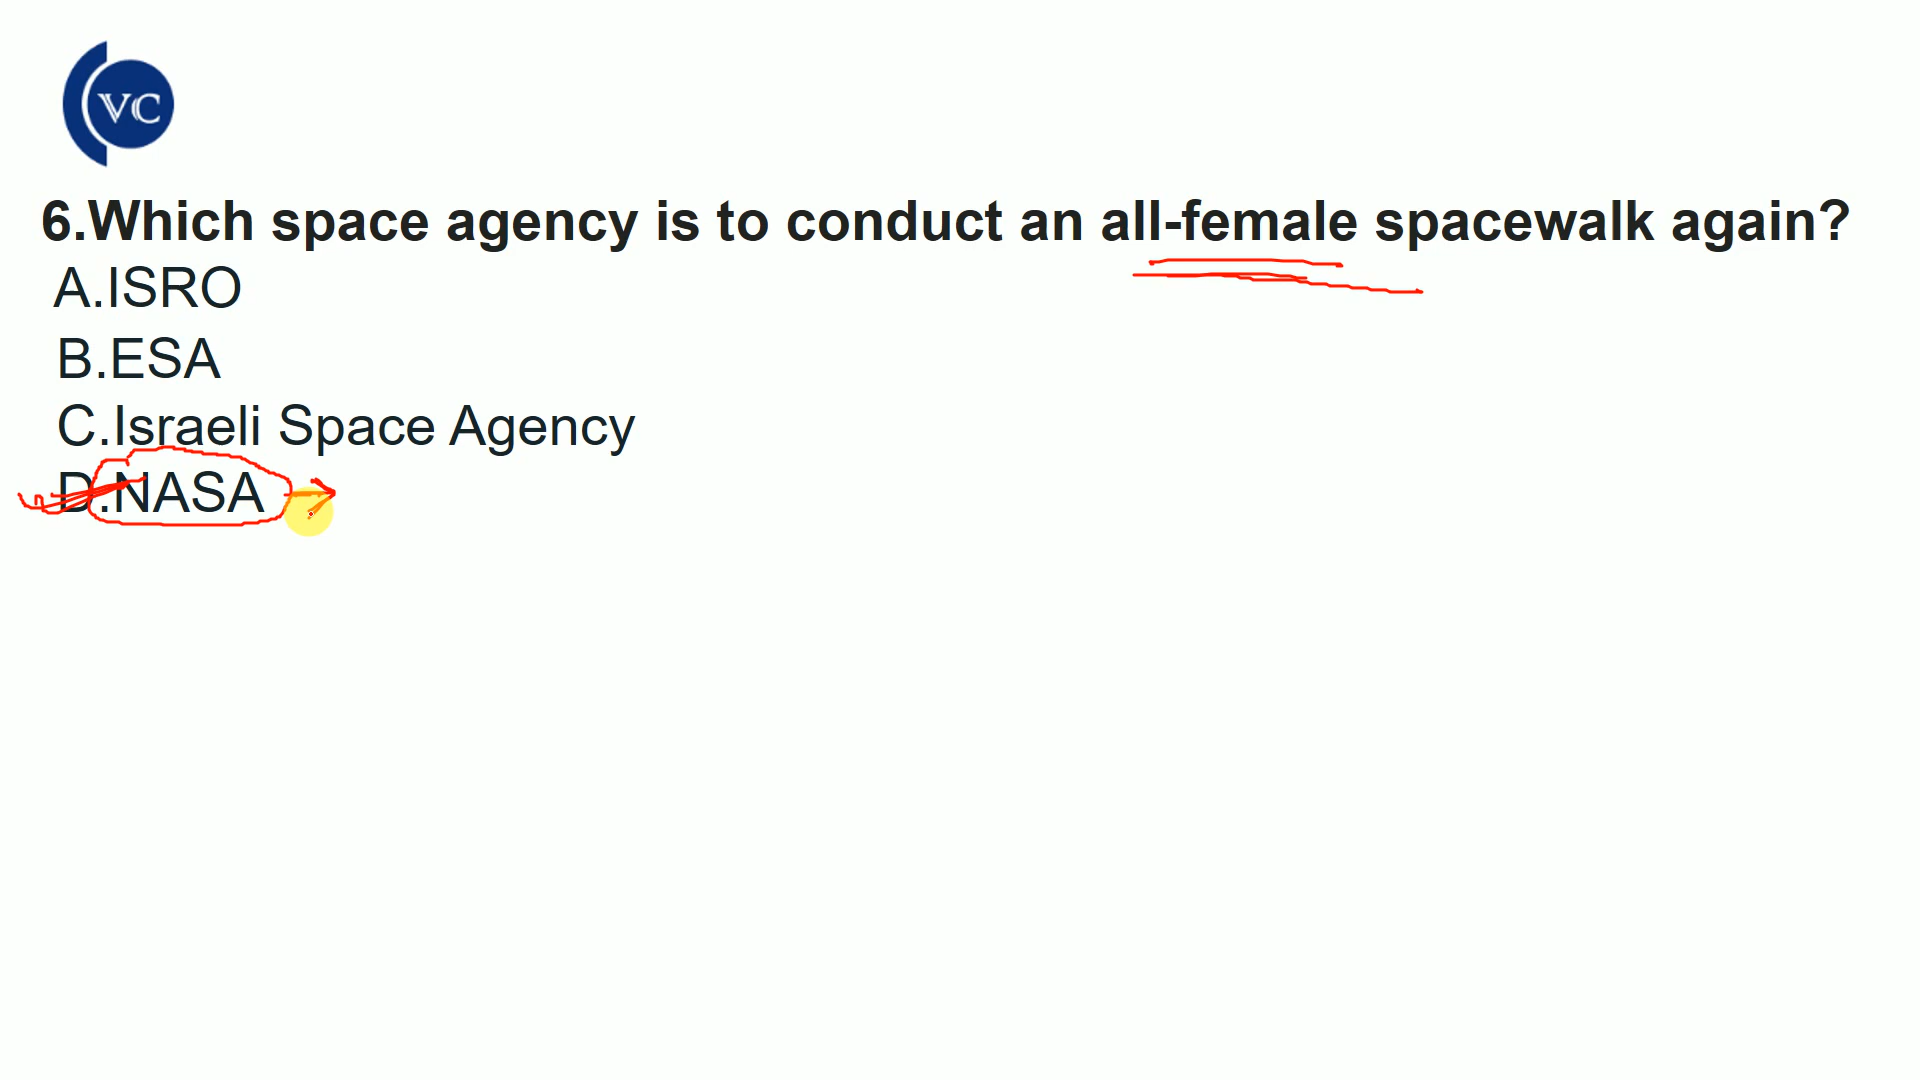 VC
6.Which space agency is to conduct an all-female spacewalk again?
A.ISRO
B.ESA
C.Israeli Space Agency
D.NASA